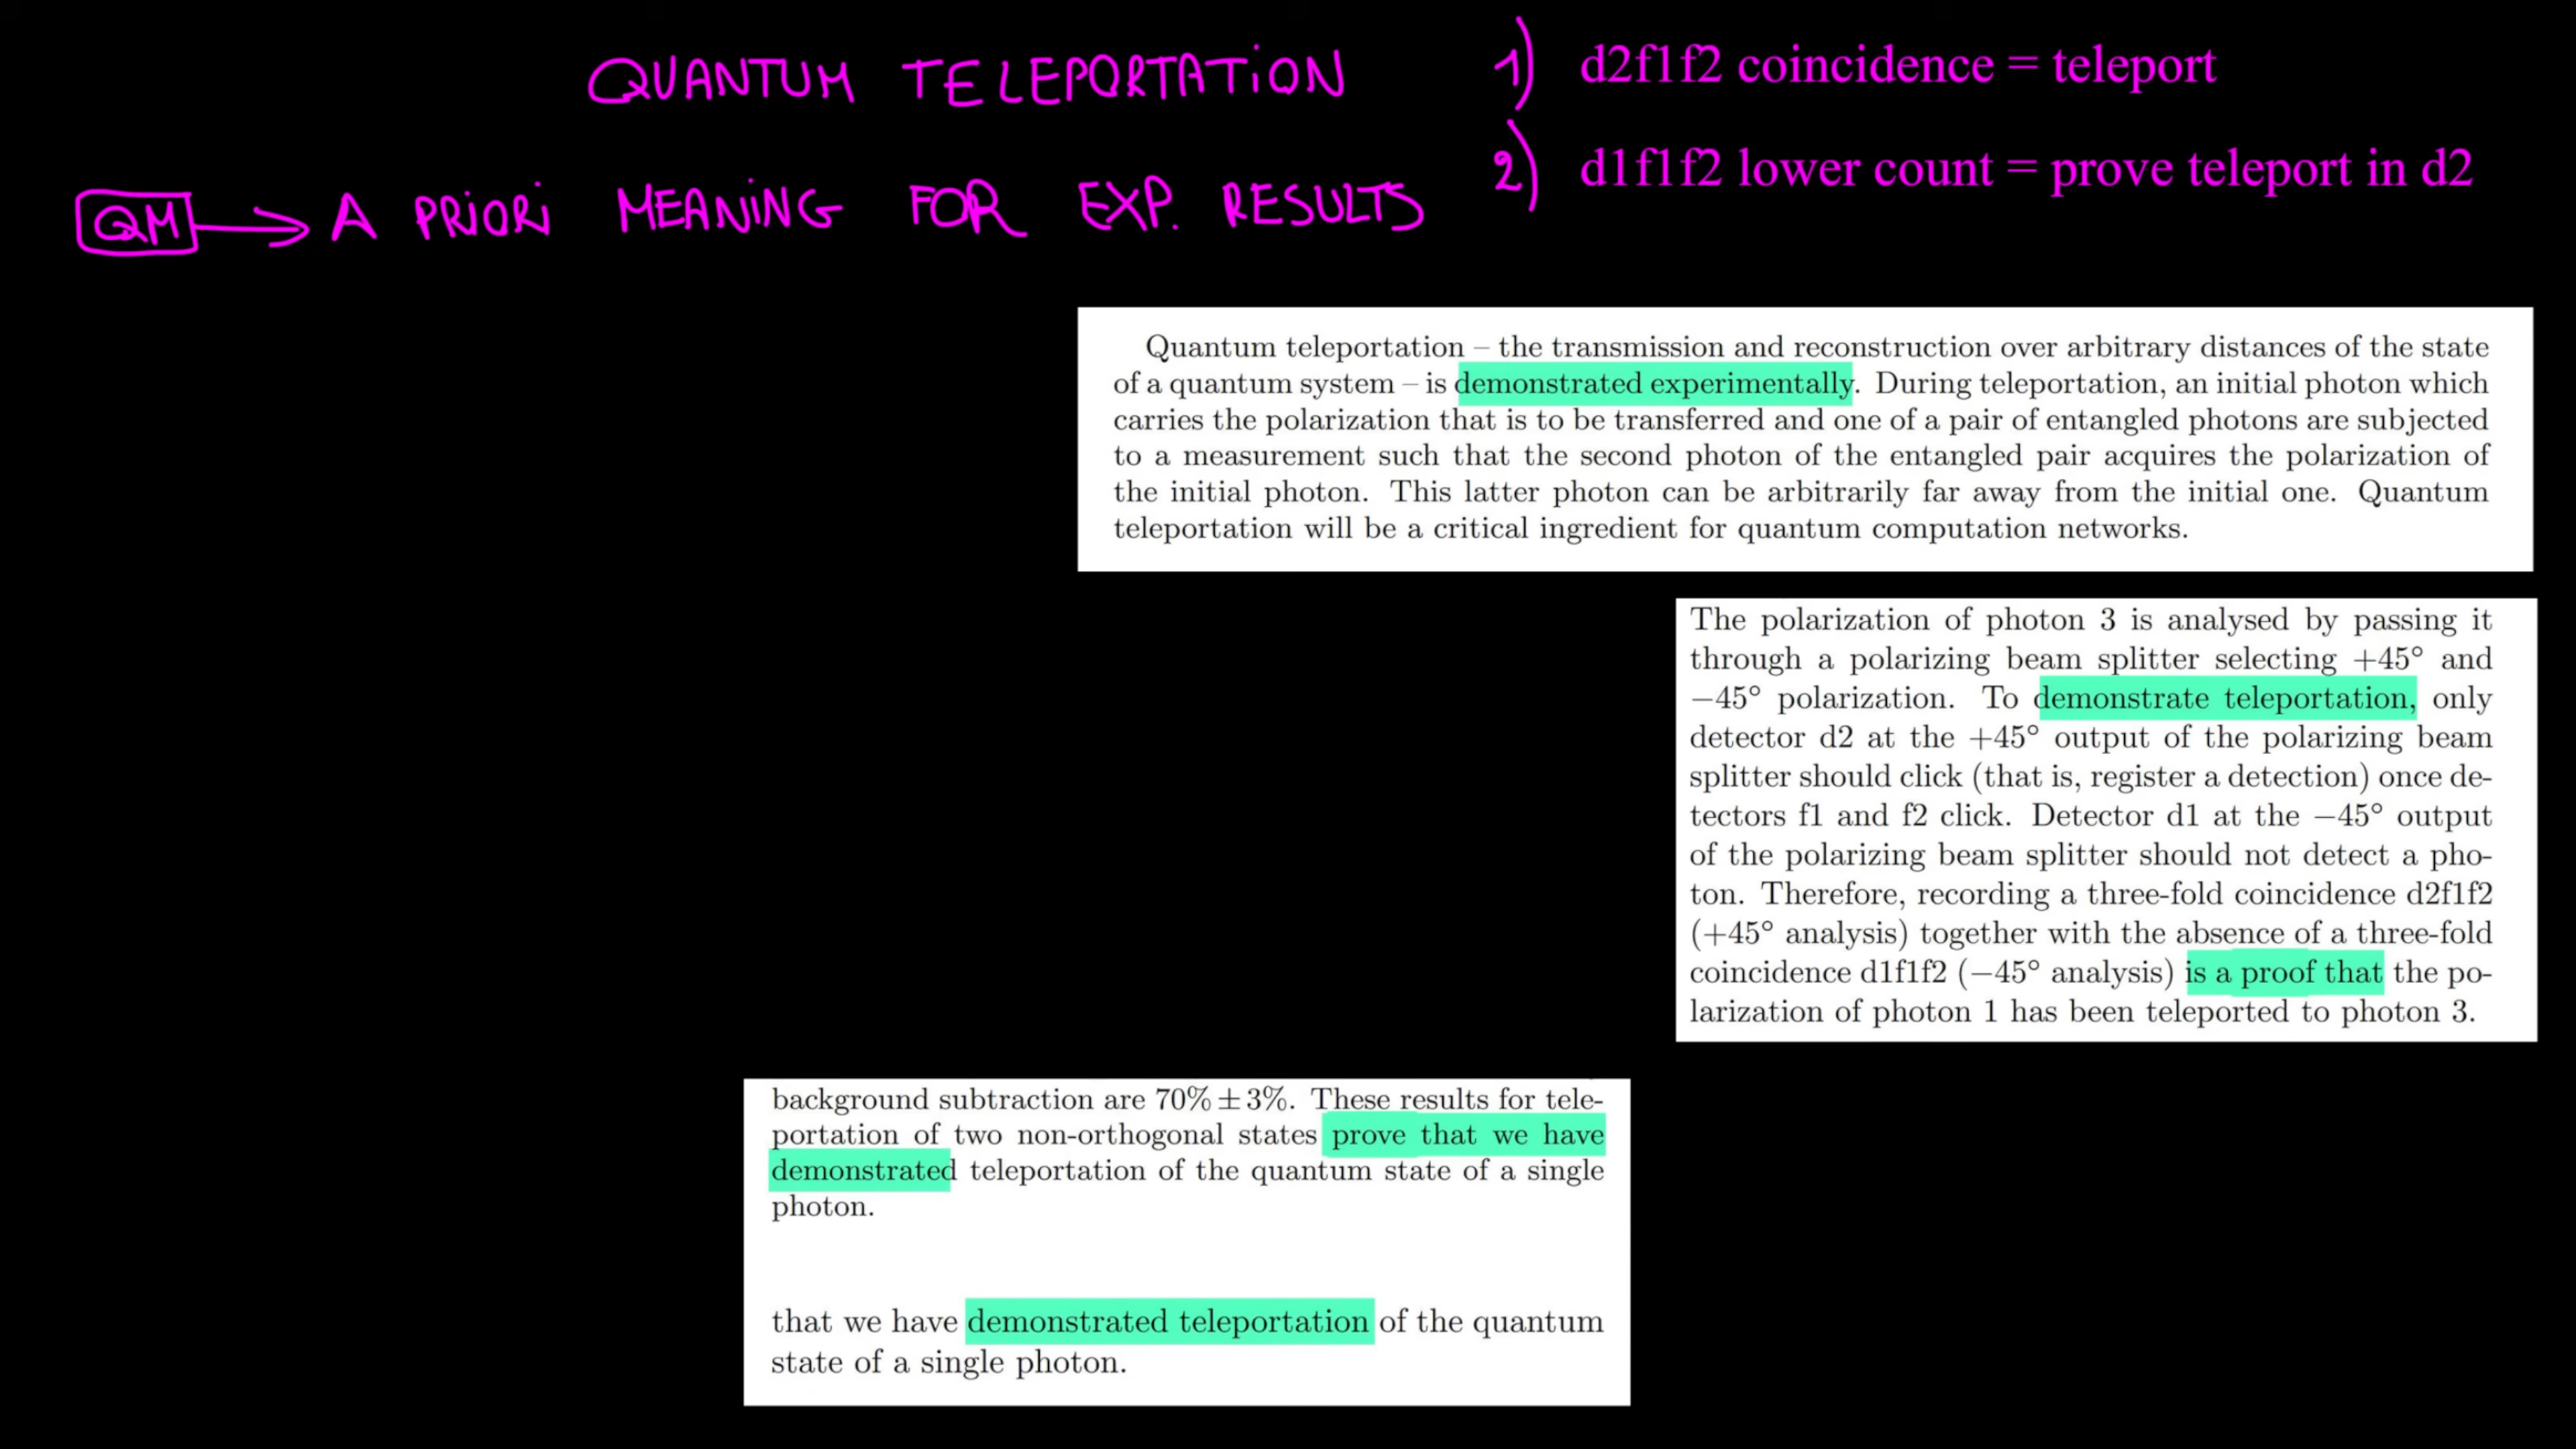 QUANTUM TELEPORTATION
1) d2f1f2 coincidence = teleport
2) d1f1f2 lower count = prove teleport in d2
QM → A PRIORI MEANING FOR EXP. RESULTS
Quantum teleportation – the transmission and reconstruction over arbitrary distances of the state
of a quantum system – is demonstrated experimentally. During teleportation, an initial photon which
carries the polarization that is to be transferred and one of a pair of entangled photons are subjected
to a measurement such that the second photon of the entangled pair acquires the polarization of
the initial photon. This latter photon can be arbitrarily far away from the initial one. Quantum
teleportation will be a critical ingredient for quantum computation networks.
The polarization of photon 3 is analysed by passing it
through a polarizing beam splitter selecting +45° and
−45° polarization. To demonstrate teleportation, only
detector d2 at the +45° output of the polarizing beam
splitter should click (that is, register a detection) once de-
tectors f1 and f2 click. Detector d1 at the −45° output
of the polarizing beam splitter should not detect a pho-
ton. Therefore, recording a three-fold coincidence d2f1f2
(+45° analysis) together with the absence of a three-fold
coincidence d1f1f2 (−45° analysis) is a proof that the po-
larization of photon 1 has been teleported to photon 3.
background subtraction are 70% ± 3%. These results for tele-
portation of two non-orthogonal states prove that we have
demonstrated teleportation of the quantum state of a single
photon.
that we have demonstrated teleportation of the quantum
state of a single photon.